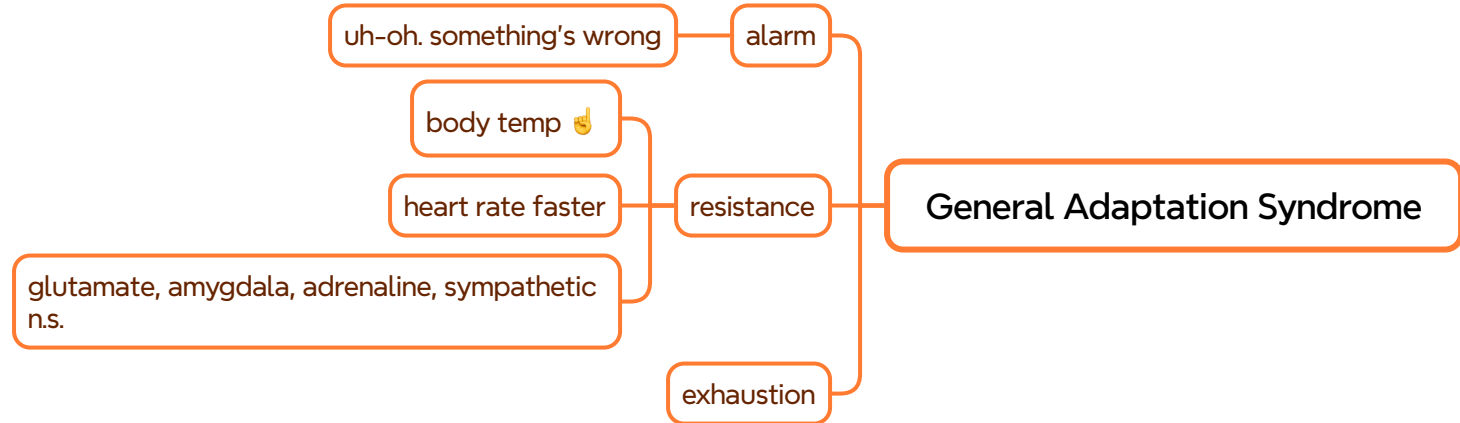 uh-oh. something's wrong
alarm
body temp ☝️
heart rate faster
resistance
General Adaptation Syndrome
glutamate, amygdala, adrenaline, sympathetic
n.s.
exhaustion